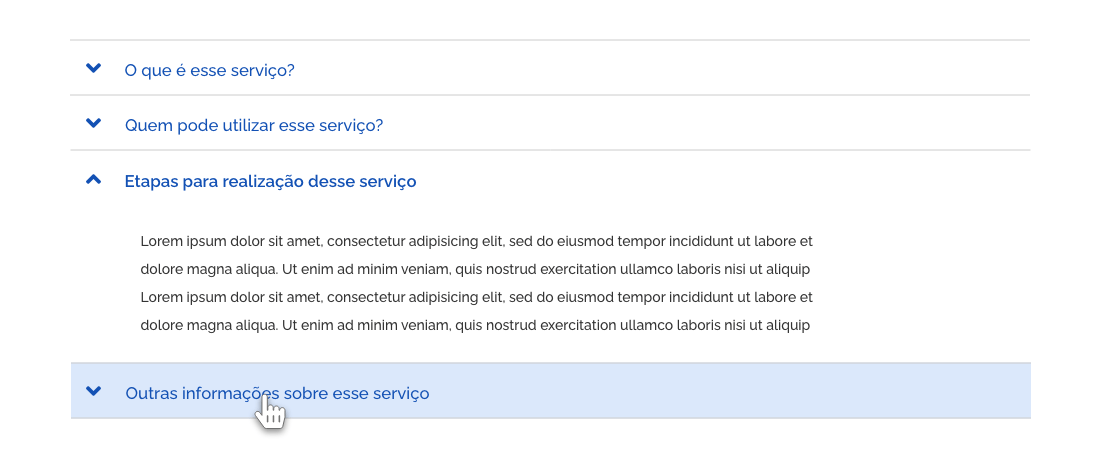 O que é esse serviço?
Quem pode utilizar esse serviço?
Etapas para realização desse serviço
Lorem ipsum dolor sit amet, consectetur adipisicing elit, sed do eiusmod tempor incididunt ut labore et
dolore magna aliqua. Ut enim ad minim veniam, quis nostrud exercitation ullamco laboris nisi ut aliquip
Lorem ipsum dolor sit amet, consectetur adipisicing elit, sed do eiusmod tempor incididunt ut labore et
dolore magna aliqua. Ut enim ad minim veniam, quis nostrud exercitation ullamco laboris nisi ut aliquip
Outras informações sobre esse serviço